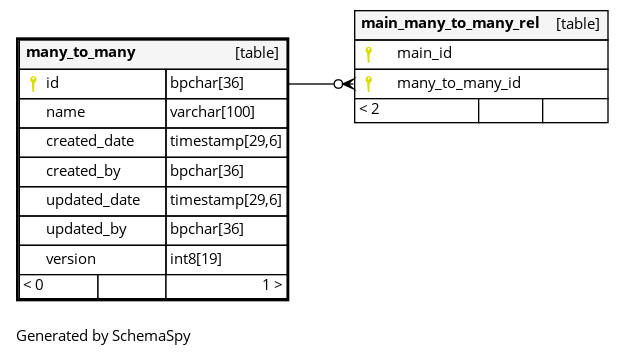 many_to_many [table]
id bpchar[36]
name varchar[100]
created_date timestamp[29,6]
created_by bpchar[36]
updated_date timestamp[29,6]
updated_by bpchar[36]
version int8[19]
< 0 1 >
main_many_to_many_rel [table]
main_id
many_to_many_id
< 2
Generated by SchemaSpy